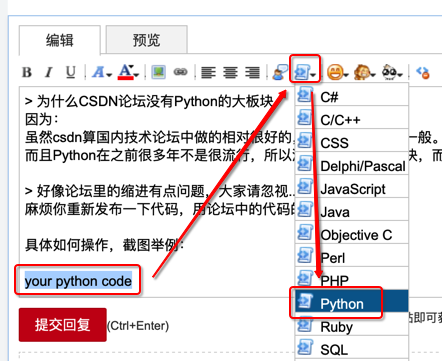 编辑
预览
B I U A A
> 为什么CSDN论坛没有Python的大板块
因为：
虽然csdn算国内技术论坛中做的相对很好的， 一般。
而且Python在之前很多年不是很流行，所以 块，而
> 好像论坛里的缩进有点问题，大家请忽视..
麻烦你重新发布一下代码，用论坛中的代码的
具体如何操作，截图举例：
your python code
提交回复(Ctrl+Enter)
C#
C/C++
CSS
Delphi/Pascal
JavaScript
Java
Objective C
Perl
PHP
Python
Ruby
SQL